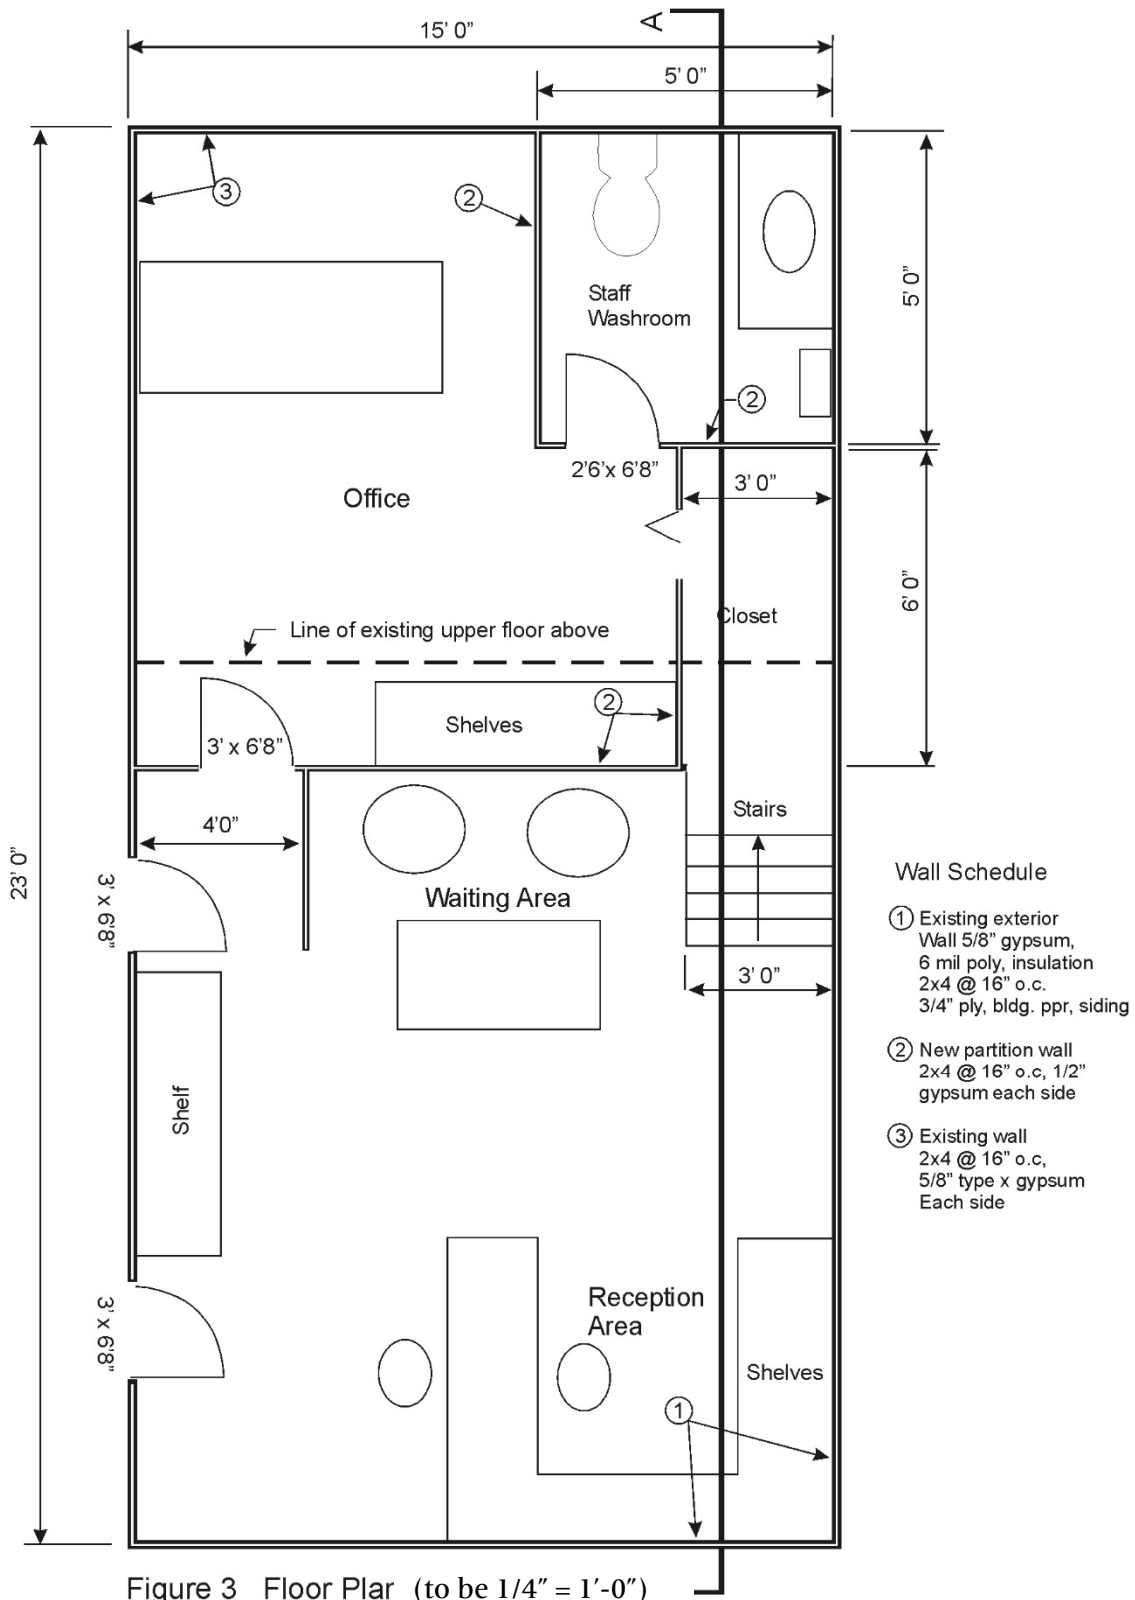 A
15' 0"
5' 0"
3
2
Staff
Washroom
5' 0"
2
2'6'x 6'8"
3' 0"
Office
6' 0"
Closet
Line of existing upper floor above
2
Shelves
3' x 6'8"
Stairs
4'0"
23' 0"
3' x 6'8"
Waiting Area
3' 0"
Shelf
Wall Schedule
1 Existing exterior
Wall 5/8" gypsum,
6 mil poly, insulation
2x4 @ 16" o.c.
3/4" ply, bldg. ppr, siding
2 New partition wall
2x4 @ 16" o.c, 1/2"
gypsum each side
3 Existing wall
2x4 @ 16" o.c,
5/8" type x gypsum
Each side
3' x 6'8"
Reception
Area
Shelves
1
Figure 3 Floor Plar (to be 1/4″ = 1′-0″)